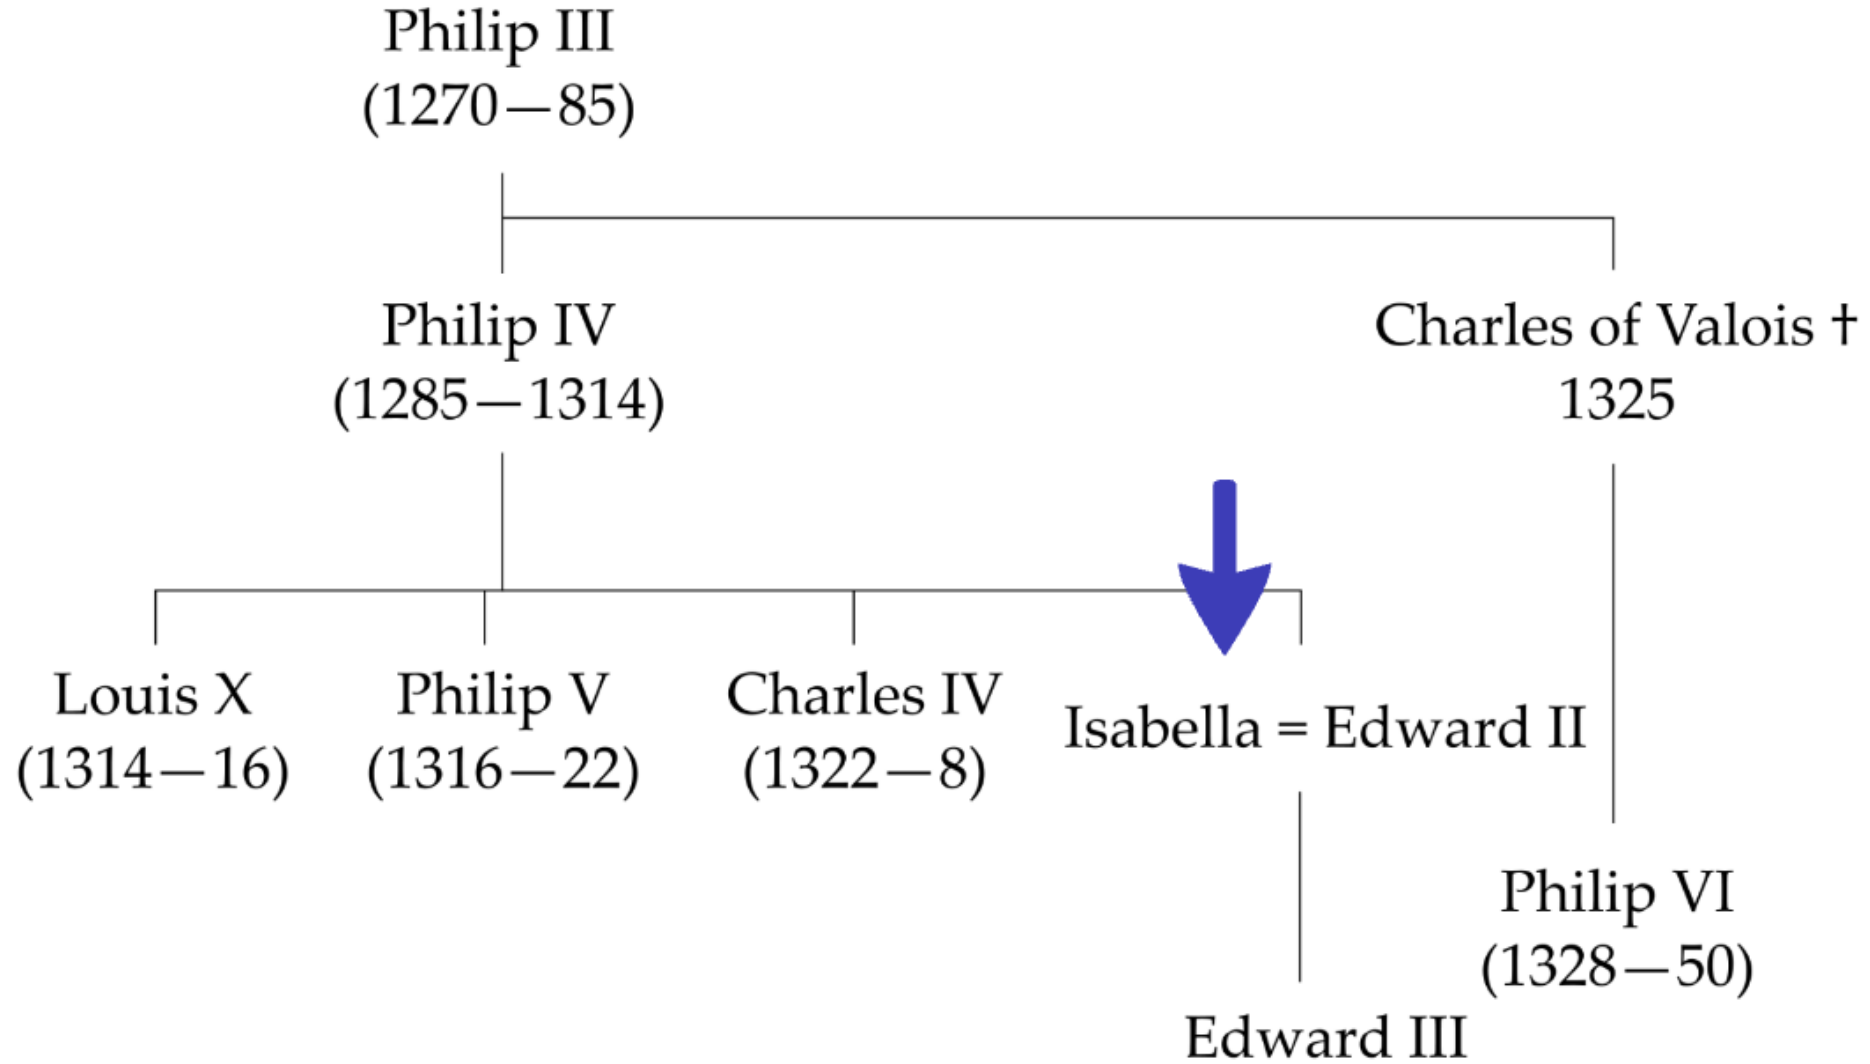 Philip III
(1270—85)
Philip IV
(1285—1314)
Charles of Valois †
1325
Louis X
(1314—16)
Philip V
(1316—22)
Charles IV
(1322—8)
Isabella = Edward II
Philip VI
(1328—50)
Edward III